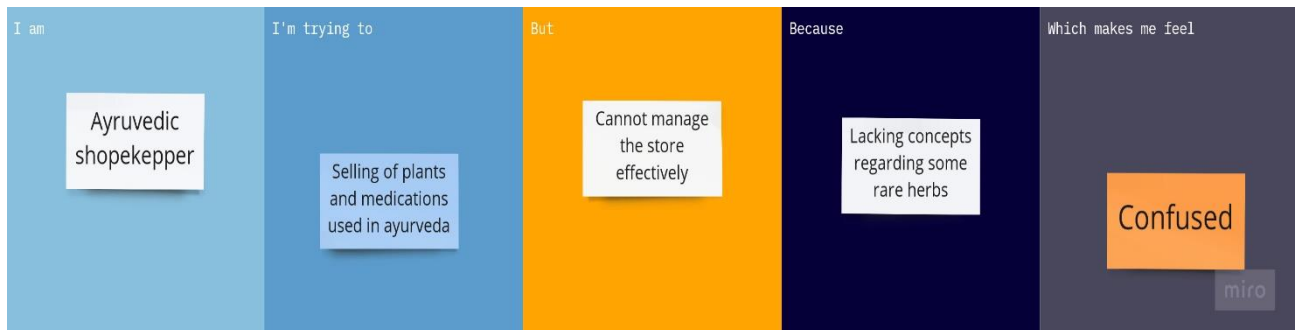 I am
Ayruvedic
shopekepper
I'm trying to
Selling of plants
and medications
used in ayurveda
But
Cannot manage
the store
effectively
Because
Lacking concepts
regarding some
rare herbs
Which makes me feel
Confused
miro